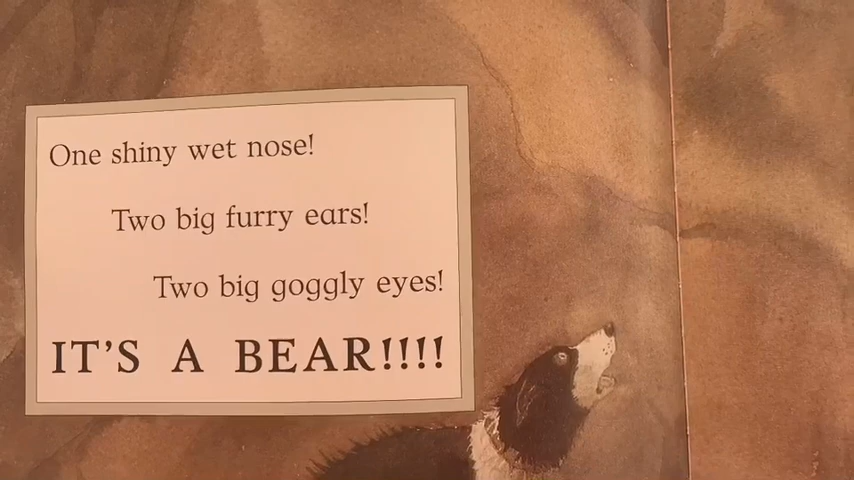 One shiny wet nose!
Two big furry ears!
Two big goggly eyes!
IT'S A BEAR!!!!